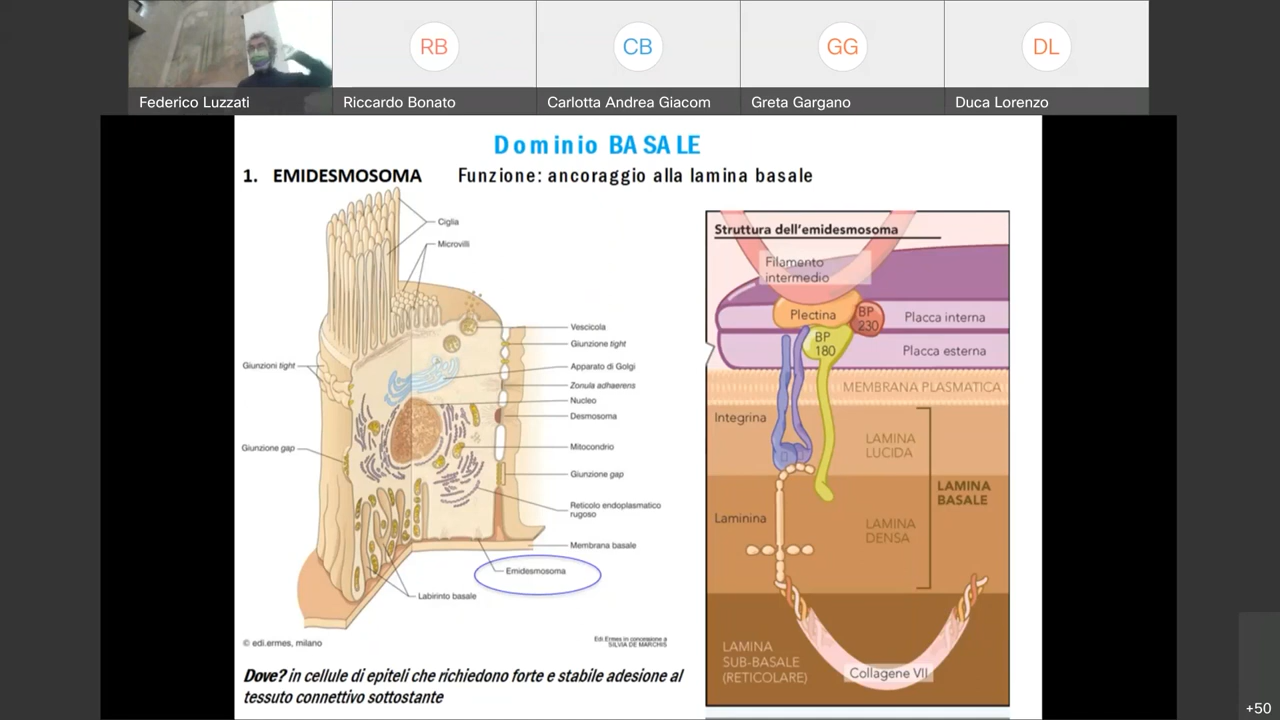 RB
CB
GG
DL
Federico Luzzati
Riccardo Bonato
Carlotta Andrea Giacom
Greta Gargano
Duca Lorenzo
Dominio BASALE
1. EMIDESMOSOMA Funzione: ancoraggio alla lamina basale
Ciglia
Microvilli
Vescicola
Giunzione tight
Giunzioni tight
Apparato di Golgi
Zonula adhaerens
Nucleo
Desmosoma
Giunzione gap
Mitocondrio
Giunzione gap
Reticolo endoplasmatico
rugoso
Membrana basale
Emidesmosoma
Labirinto basale
© edi.ermes, milano
Edi.Ermes in concessione a
SILVIA DE MARCHIS
Dove? in cellule di epiteli che richiedono forte e stabile adesione al
tessuto connettivo sottostante
Struttura dell'emidesmosoma
Filamento
intermedio
Plectina
BP
230
Placca interna
BP
180
Placca esterna
MEMBRANA PLASMATICA
Integrina
LAMINA
LUCIDA
LAMINA
BASALE
Laminina
LAMINA
DENSA
LAMINA
SUB-BASALE
(RETICOLARE)
Collagene VII
+50